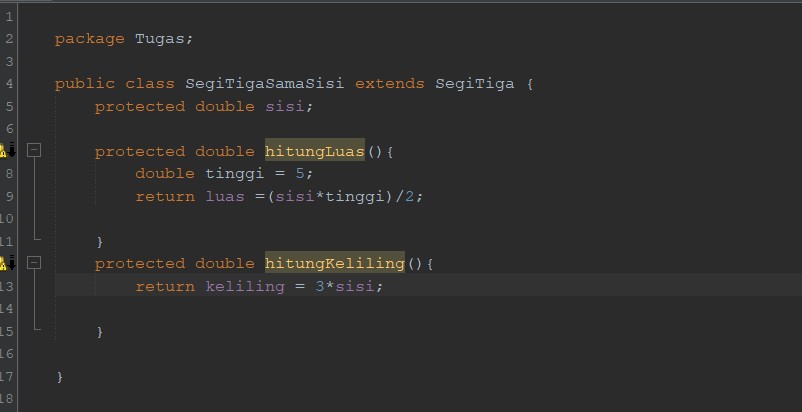 1
2 package Tugas;
3
4 public class SegiTigaSamaSisi extends SegiTiga {
5 protected double sisi;
6
protected double hitungLuas(){
8 double tinggi = 5;
9 return luas =(sisi*tinggi)/2;
10
11 }
protected double hitungKeliling(){
13 return keliling = 3*sisi;
14
15 }
16
17 }
18